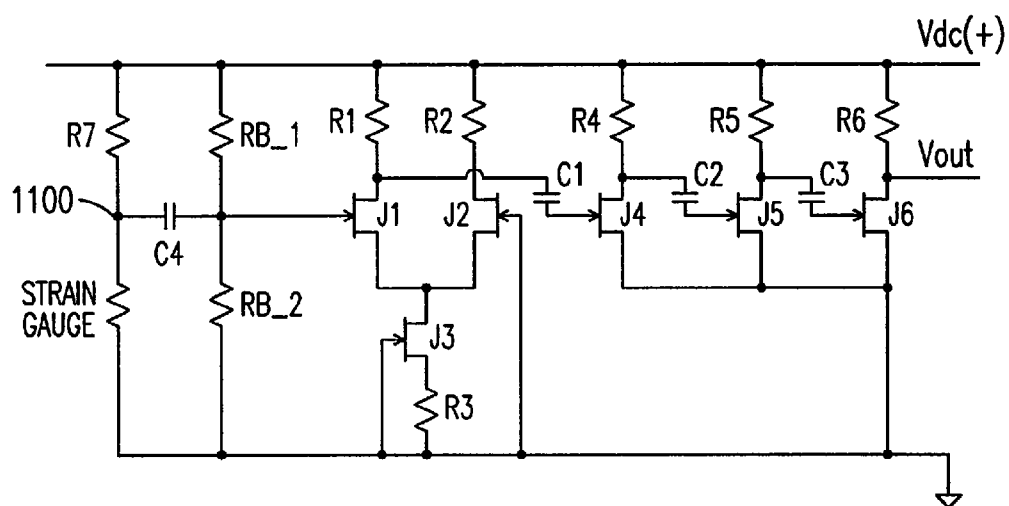 Vdc(+)
R7
RB_1
R1
R2
R4
R5
R6
Vout
1100
C4
J1
J2
C1
J4
C2
J5
C3
J6
STRAIN
GAUGE
RB_2
J3
R3